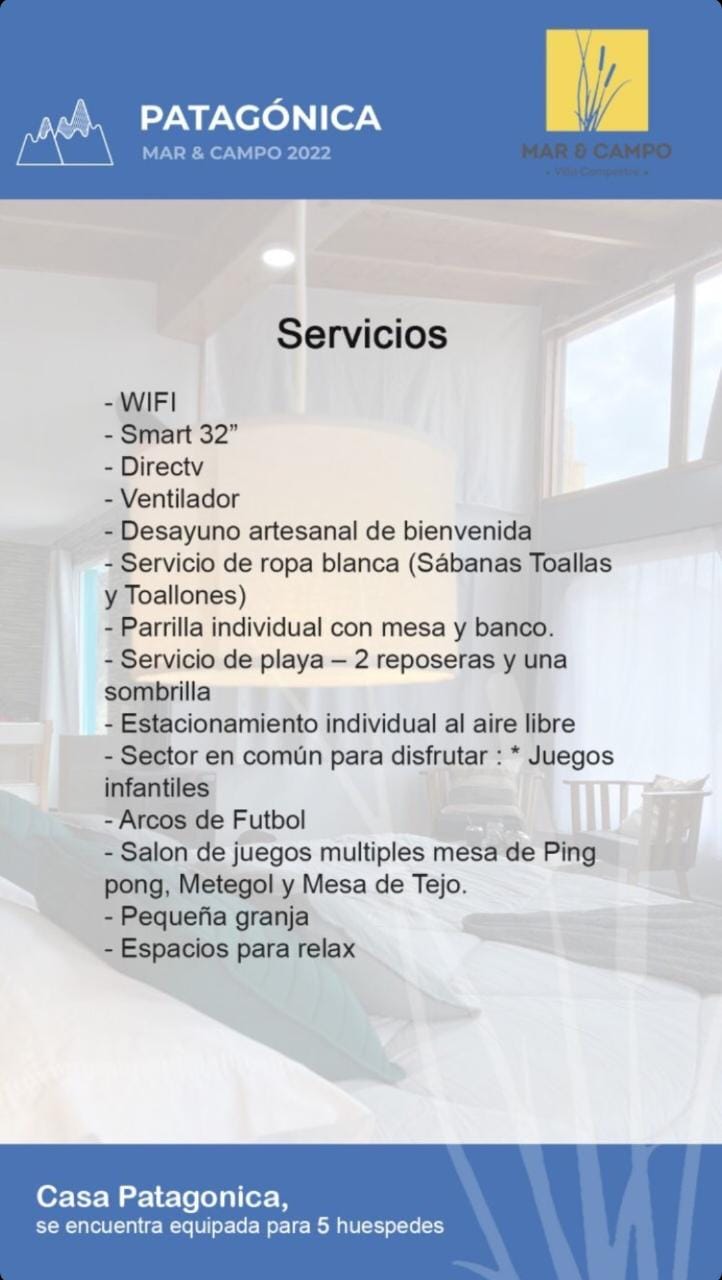 PATAGÓNICA
MAR & CAMPO 2022
MAR & CAMPO
• Villa Campestre •
Servicios
- WIFI
- Smart 32”
- Directv
- Ventilador
- Desayuno artesanal de bienvenida
- Servicio de ropa blanca (Sábanas Toallas
y Toallones)
- Parrilla individual con mesa y banco.
- Servicio de playa – 2 reposeras y una
sombrilla
- Estacionamiento individual al aire libre
- Sector en común para disfrutar : * Juegos
infantiles
- Arcos de Futbol
- Salon de juegos multiples mesa de Ping
pong, Metegol y Mesa de Tejo.
- Pequeña granja
- Espacios para relax
Casa Patagonica,
se encuentra equipada para 5 huespedes